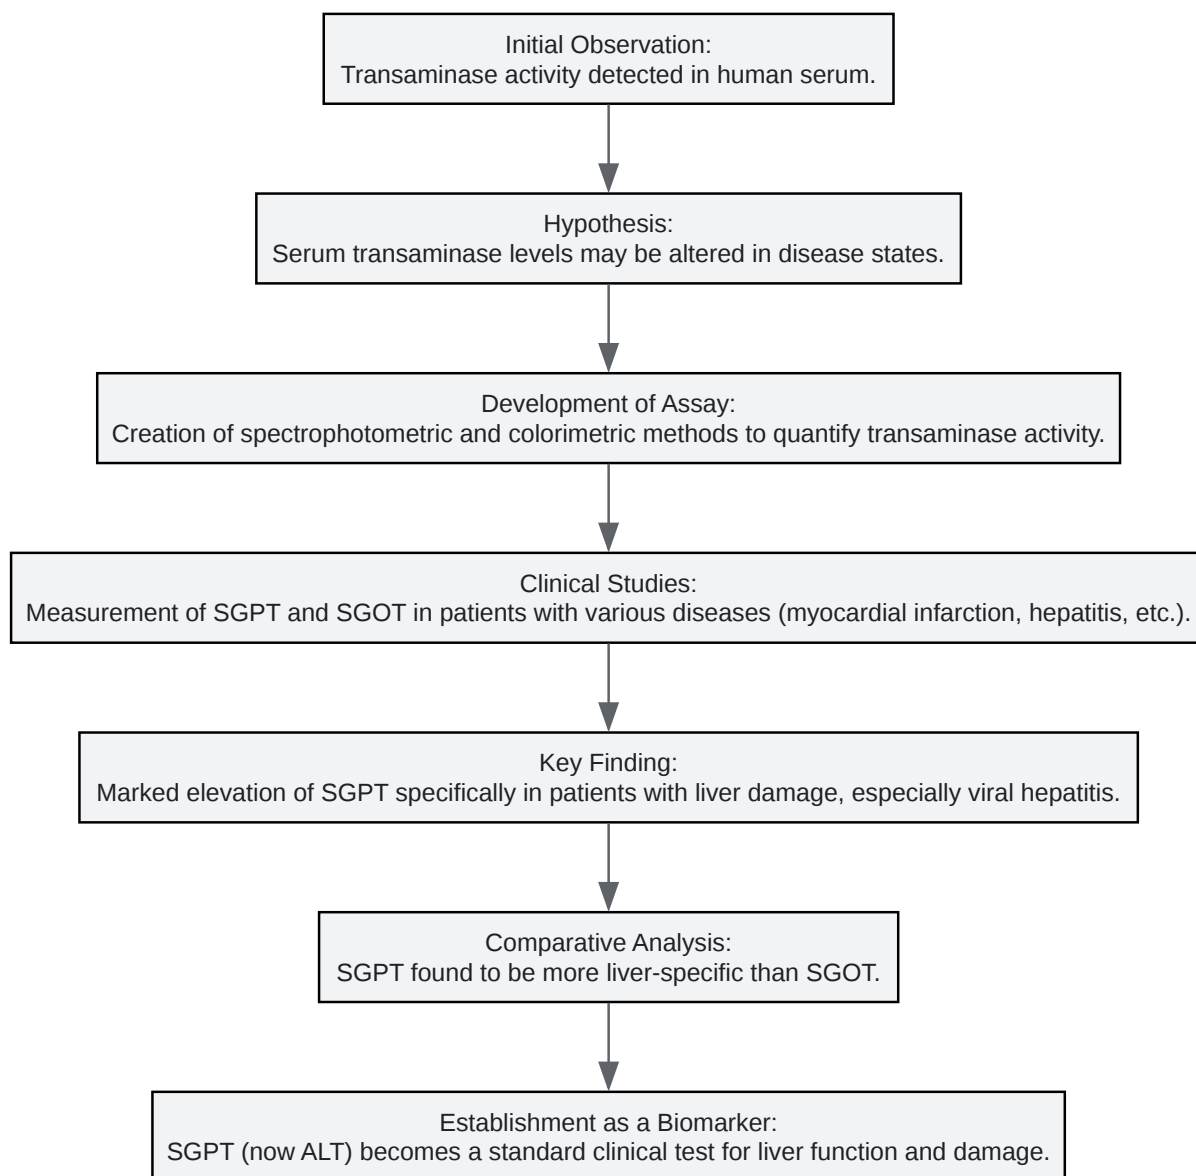 Initial Observation:
Transaminase activity detected in human serum.
Hypothesis:
Serum transaminase levels may be altered in disease states.
Development of Assay:
Creation of spectrophotometric and colorimetric methods to quantify transaminase activity.
Clinical Studies:
Measurement of SGPT and SGOT in patients with various diseases (myocardial infarction, hepatitis, etc.).
Key Finding:
Marked elevation of SGPT specifically in patients with liver damage, especially viral hepatitis.
Comparative Analysis:
SGPT found to be more liver-specific than SGOT.
Establishment as a Biomarker:
SGPT (now ALT) becomes a standard clinical test for liver function and damage.